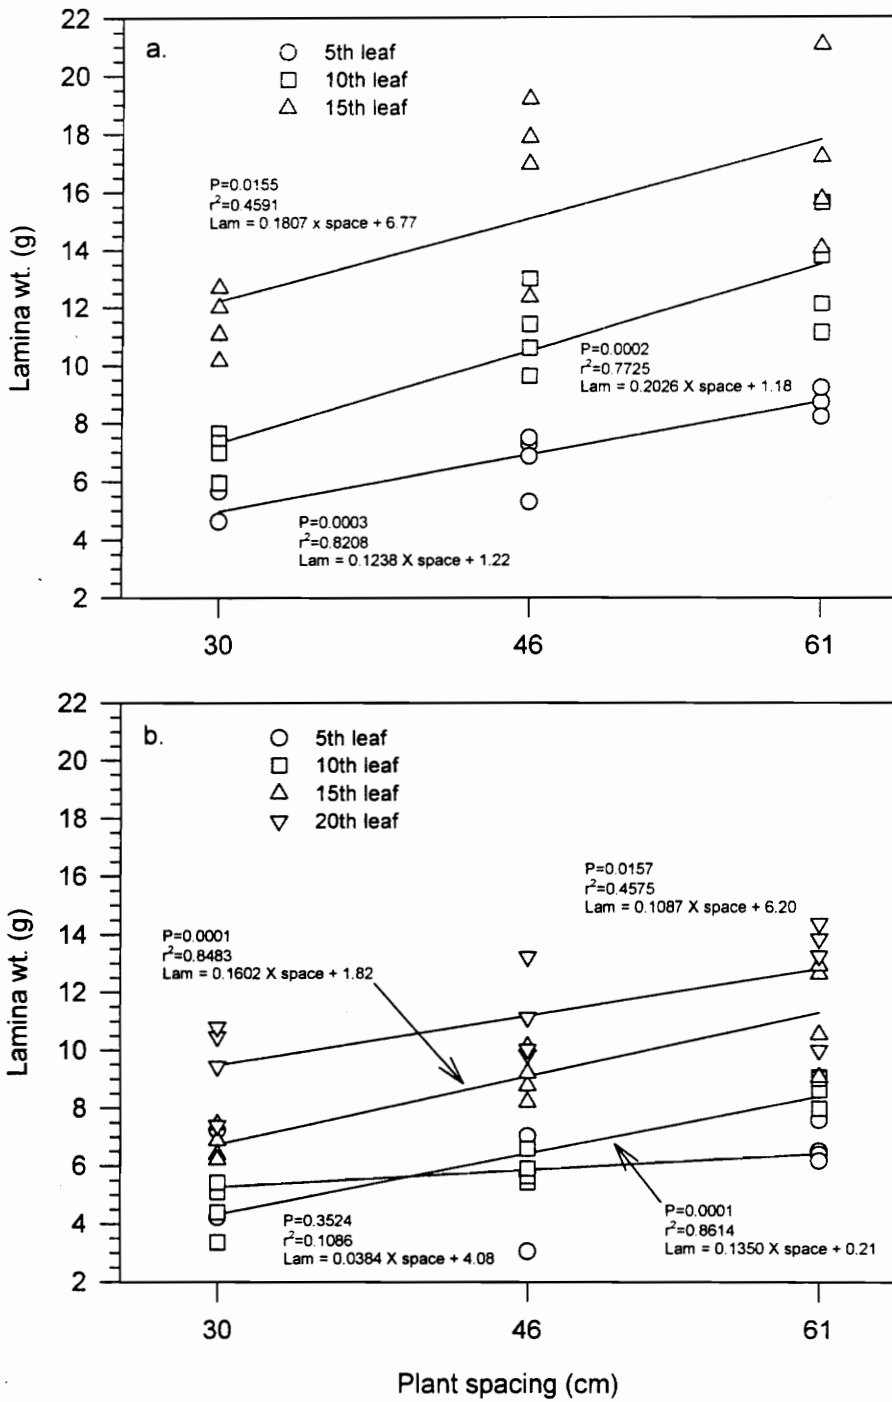 a.
5th leaf
10th leaf
15th leaf
22
20
18
16
14
12
10
8
6
4
2
Lamina wt. (g)
P=0.0155
r²=0.4591
Lam = 0.1807 x space + 6.77
P=0.0002
r²=0.7725
Lam = 0.2026 X space + 1.18
P=0.0003
r²=0.8208
Lam = 0.1238 X space + 1.22
30 46 61
b.
5th leaf
10th leaf
15th leaf
20th leaf
22
20
18
16
14
12
10
8
6
4
2
Lamina wt. (g)
P=0.0157
r²=0.4575
Lam = 0.1087 X space + 6.20
P=0.0001
r²=0.8483
Lam = 0.1602 X space + 1.82
P=0.3524
r²=0.1086
Lam = 0.0384 X space + 4.08
P=0.0001
r²=0.8614
Lam = 0.1350 X space + 0.21
30 46 61
Plant spacing (cm)